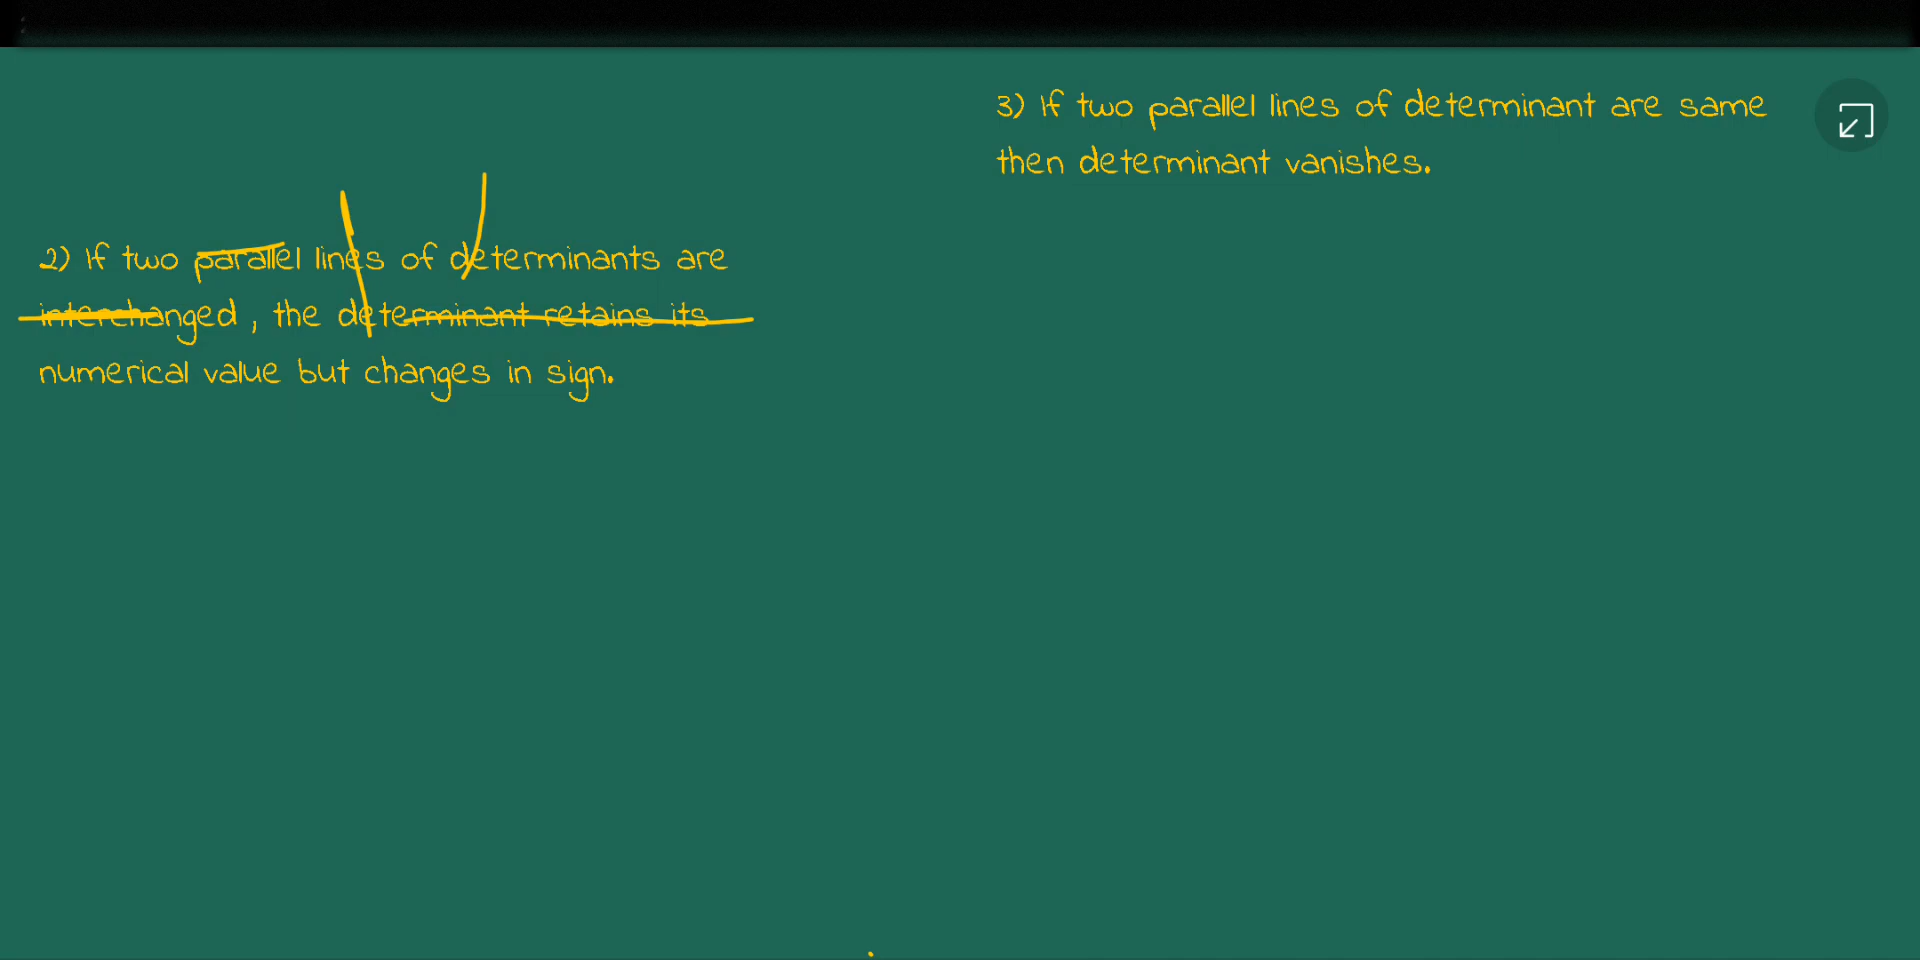 2) If two parallel lines of determinants are
interchanged, the determinant retains its
numerical value but changes in sign.
3) If two parallel lines of determinant are same
then determinant vanishes.